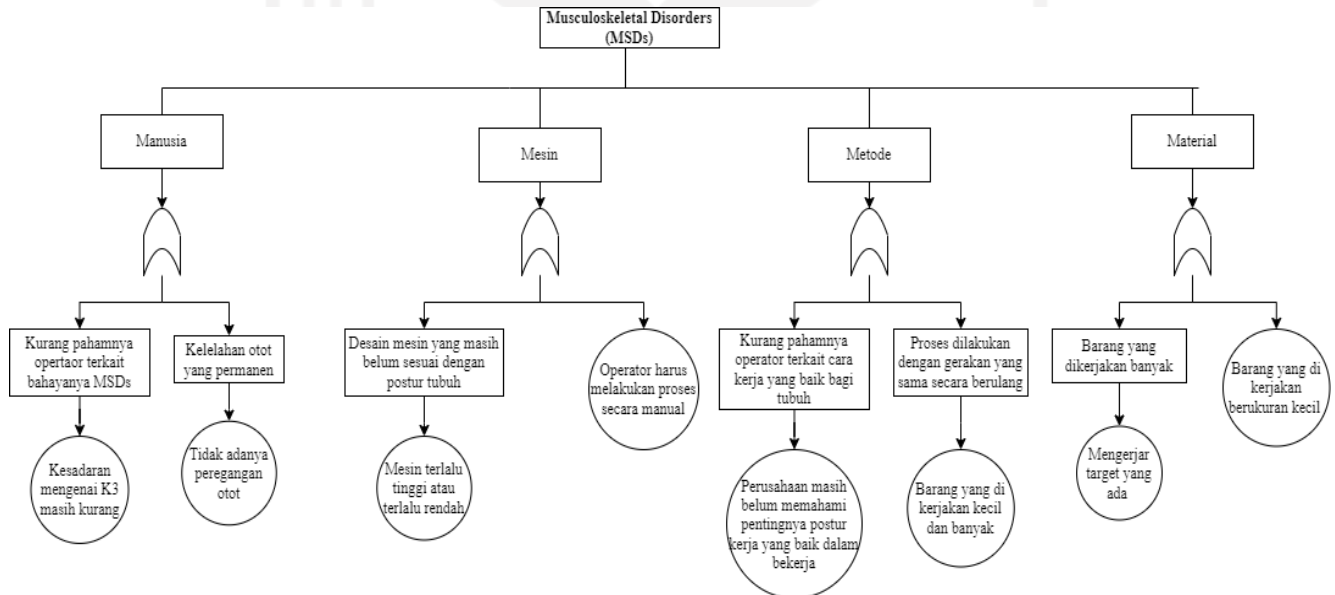 Musculoskeletal Disorders
(MSDs)
Manusia
Mesin
Metode
Material
Kurang pahamnya
opertaor terkait
bahayanya MSDs
Kelelahan otot
yang permanen
Desain mesin yang masih
belum sesuai dengan
postur tubuh
Operator harus
melakukan proses
secara manual
Kurang pahamnya
operator terkait cara
kerja yang baik bagi
tubuh
Proses dilakukan
dengan gerakan yang
sama secara berulang
Barang yang
dikerjakan banyak
Barang yang di
kerjakan
berukuran kecil
Kesadaran
mengenai K3
masih kurang
Tidak adanya
peregangan
otot
Mesin terlalu
tinggi atau
terlalu rendah
Perusahaan masih
belum memahami
pentingnya postur
kerja yang baik dalam
bekerja
Barang yang di
kerjakan kecil
dan banyak
Mengerjar
target yang
ada